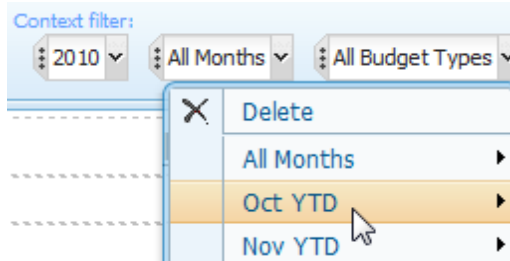 Context filter:
2010 All Months All Budget Types
Delete
All Months
Oct YTD
Nov YTD